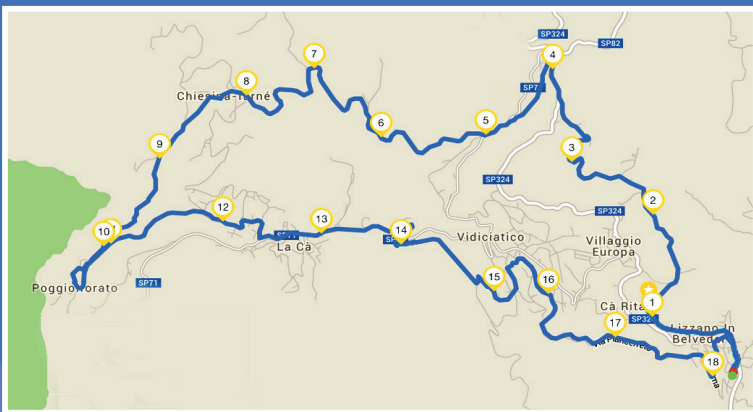 SP324
SP82
7
4
SP7
8
Chiesina-Farné
5
6
9
3
SP324
2
12
SP324
13
10
14
Vidiciatico
Villaggio
Europa
La Cà
SP71
15
16
Poggiolforato
Cà Rita
1
SP32
17
Lizzano In
Belvedere
18